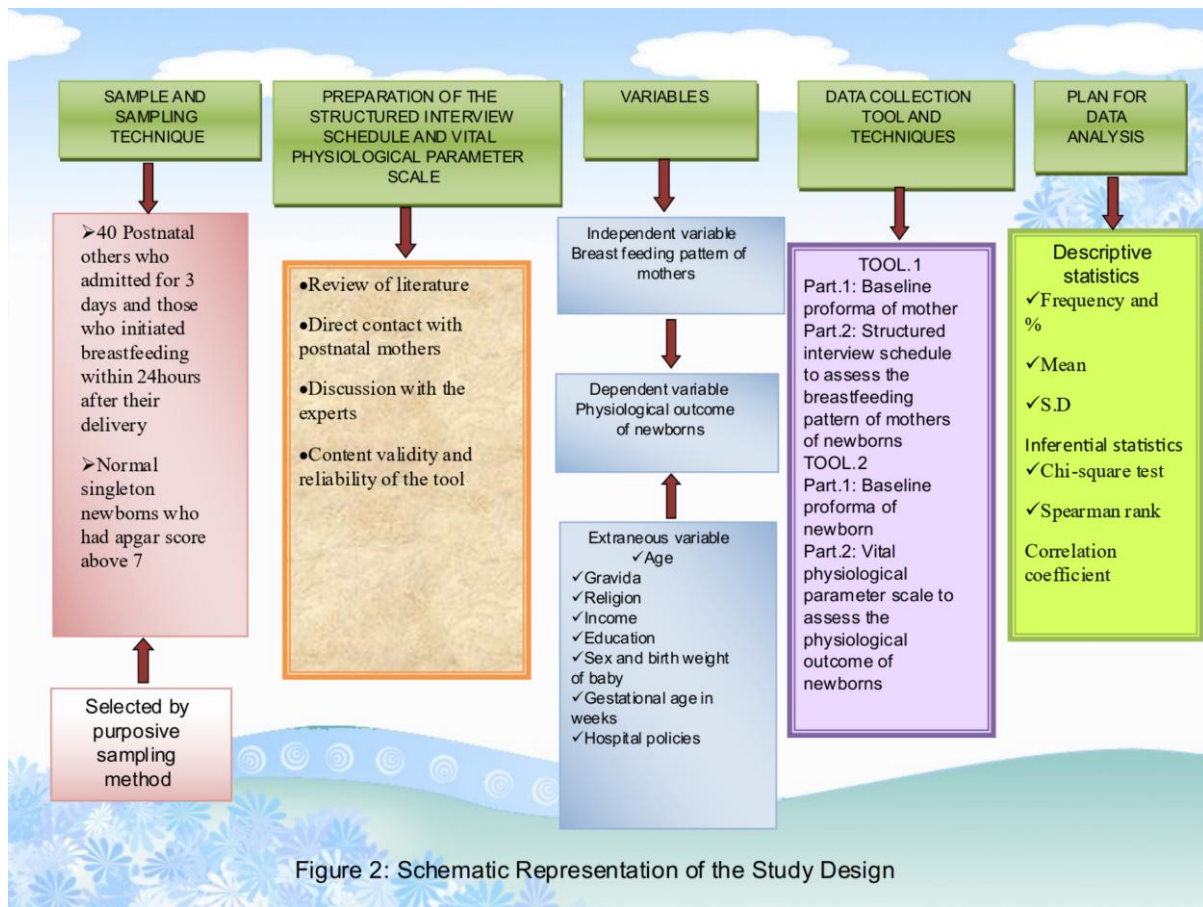 SAMPLE AND
SAMPLING
TECHNIQUE
➢40 Postnatal
others who
admitted for 3
days and those
who initiated
breastfeeding
within 24hours
after their
delivery
➢Normal
singleton
newborns who
had apgar score
above 7
Selected by
purposive
sampling
method
PREPARATION OF THE
STRUCTURED INTERVIEW
SCHEDULE AND VITAL
PHYSIOLOGICAL PARAMETER
SCALE
•Review of literature
•Direct contact with
postnatal mothers
•Discussion with the
experts
•Content validity and
reliability of the tool
VARIABLES
Independent variable
Breast feeding pattern of
mothers
Dependent variable
Physiological outcome
of newborns
Extraneous variable
✓Age
✓Gravida
✓Religion
✓Income
✓Education
✓Sex and birth weight
of baby
✓Gestational age in
weeks
✓Hospital policies
DATA COLLECTION
TOOL AND
TECHNIQUES
TOOL.1
Part.1: Baseline
proforma of mother
Part.2: Structured
interview schedule
to assess the
breastfeeding
pattern of mothers
of newborns
TOOL.2
Part.1: Baseline
proforma of
newborn
Part.2: Vital
physiological
parameter scale to
assess the
physiological
outcome of
newborns
PLAN FOR
DATA
ANALYSIS
Descriptive
statistics
✓Frequency and
%
✓Mean
✓S.D
Inferential statistics
✓Chi-square test
✓Spearman rank
Correlation
coefficient
Figure 2: Schematic Representation of the Study Design